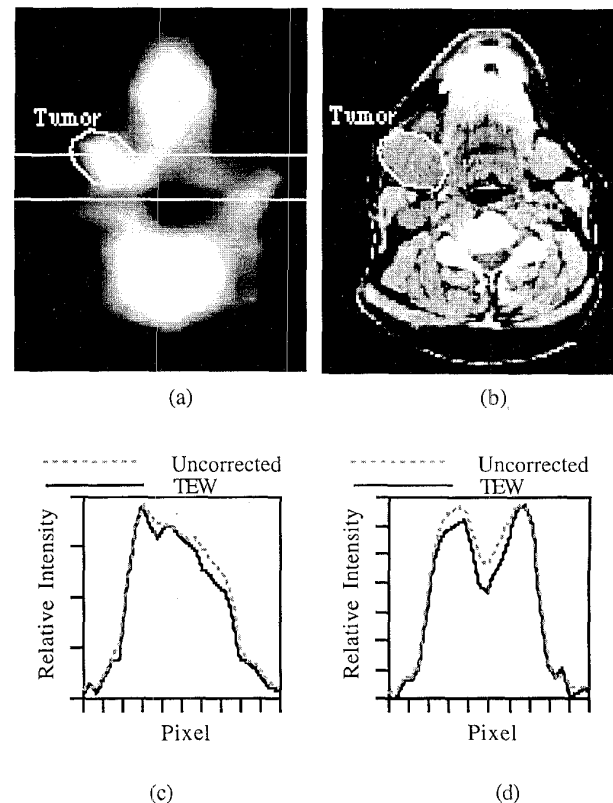 Tumor
Tumor
(a)
(b)
Uncorrected
TEW
Relative Intensity
Pixel
(c)
Uncorrected
TEW
Relative Intensity
Pixel
(d)